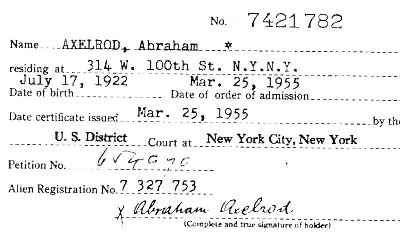 No. 7421782
Name AXELROD, Abraham *
residing at 314 W. 100th St. N.Y.N.Y.
July 17, 1922 Mar. 25, 1955
Date of birth Date of order of admission
Date certificate issued Mar. 25, 1955 by the
U. S. District Court at New York City, New York
Petition No.
Alien Registration No. 7 327 753
x Abraham Axelrod
(Complete and true signature of holder)